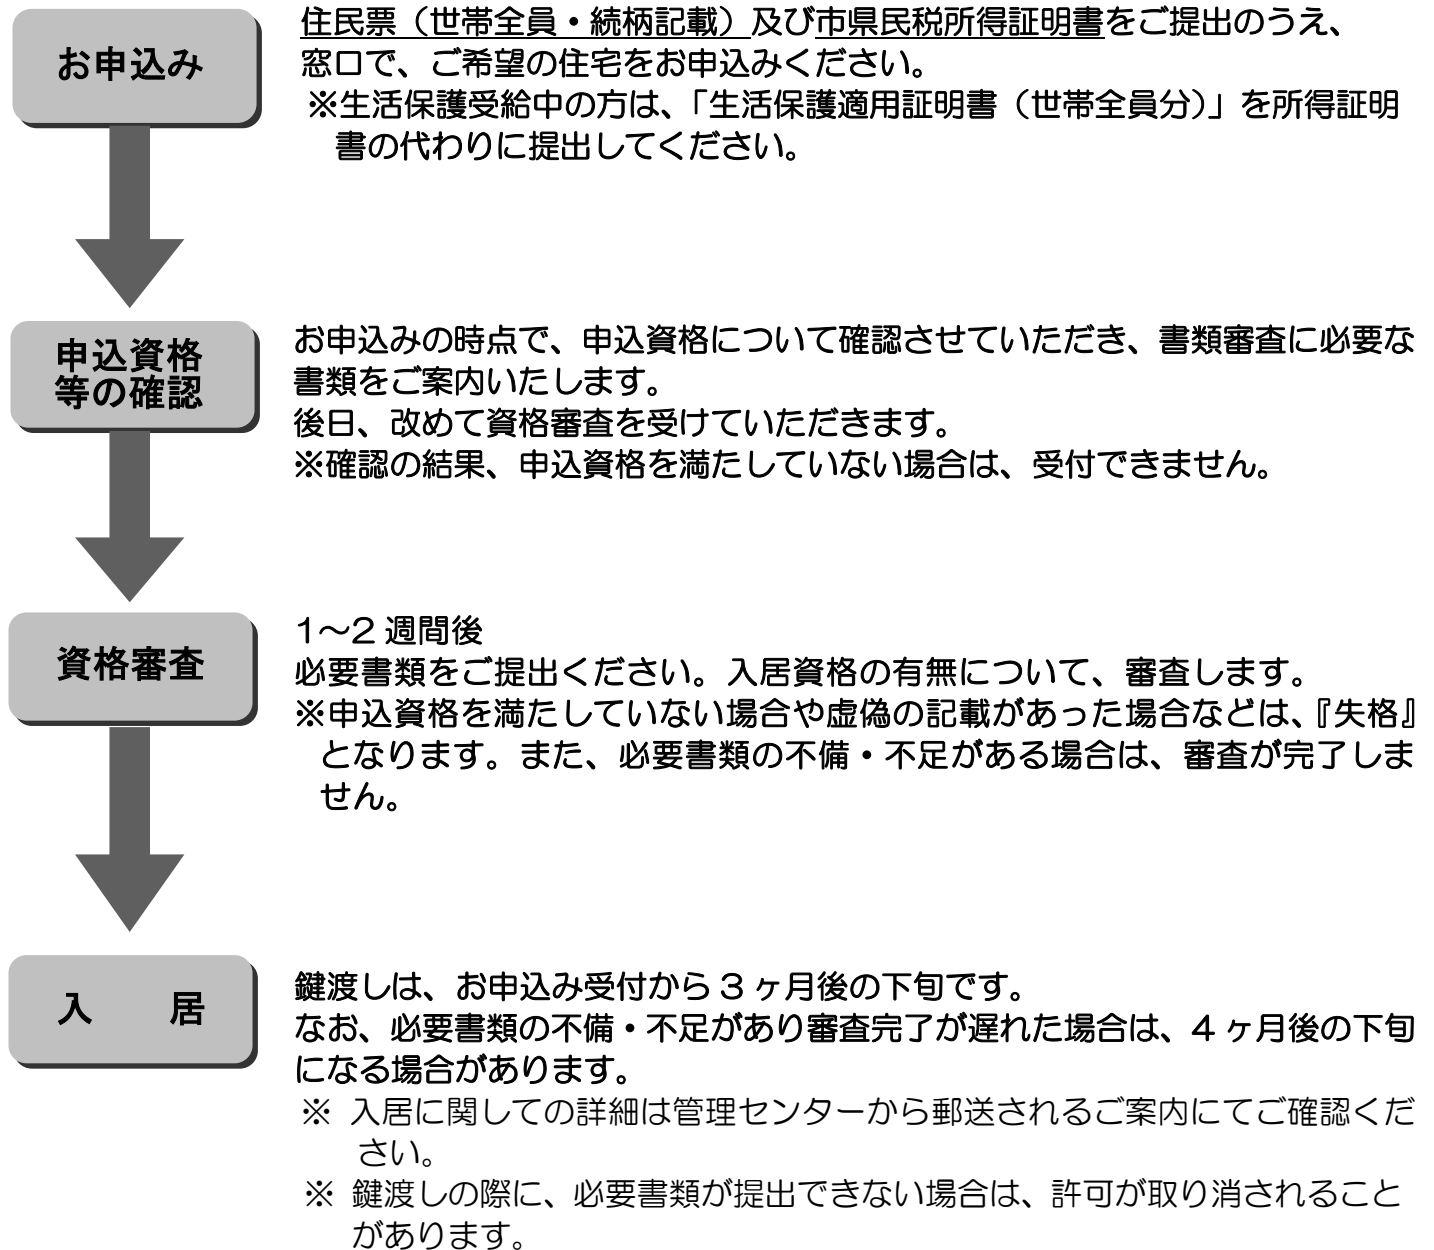 お申込み
住民票（世帯全員・続柄記載）及び市県民税所得証明書をご提出のうえ、
窓口で、ご希望の住宅をお申込みください。
※生活保護受給中の方は、「生活保護適用証明書（世帯全員分）」を所得証明
書の代わりに提出してください。
申込資格
等の確認
お申込みの時点で、申込資格について確認させていただき、書類審査に必要な
書類をご案内いたします。
後日、改めて資格審査を受けていただきます。
※確認の結果、申込資格を満たしていない場合は、受付できません。
資格審査
1～2 週間後
必要書類をご提出ください。入居資格の有無について、審査します。
※申込資格を満たしていない場合や虚偽の記載があった場合などは、『失格』
となります。また、必要書類の不備・不足がある場合は、審査が完了しま
せん。
入　居
鍵渡しは、お申込み受付から 3 ヶ月後の下旬です。
なお、必要書類の不備・不足があり審査完了が遅れた場合は、4 ヶ月後の下旬
になる場合があります。
※ 入居に関しての詳細は管理センターから郵送されるご案内にてご確認くだ
さい。
※ 鍵渡しの際に、必要書類が提出できない場合は、許可が取り消されること
があります。